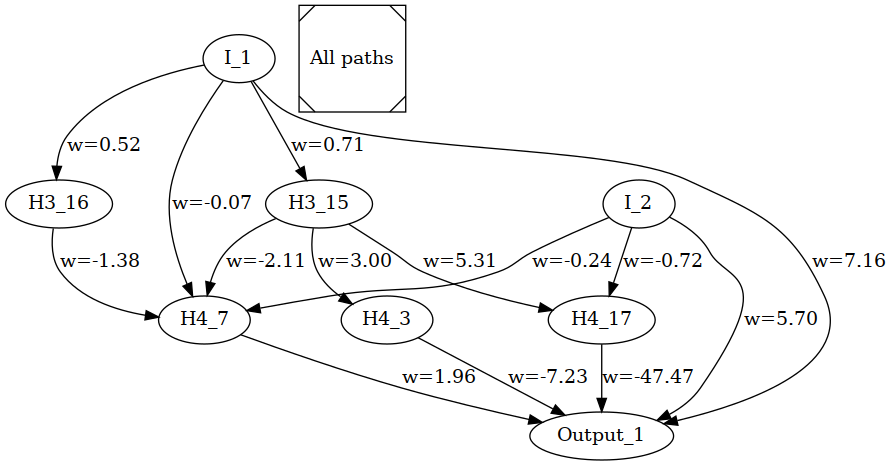 I_1
All paths
w=0.52
w=0.71
H3_16
w=-0.07
H3_15
I_2
w=-1.38
w=-2.11
w=3.00
w=5.31
w=-0.24
w=-0.72
w=7.16
H4_7
H4_3
H4_17
w=5.70
w=1.96
w=-7.23
w=-47.47
Output_1